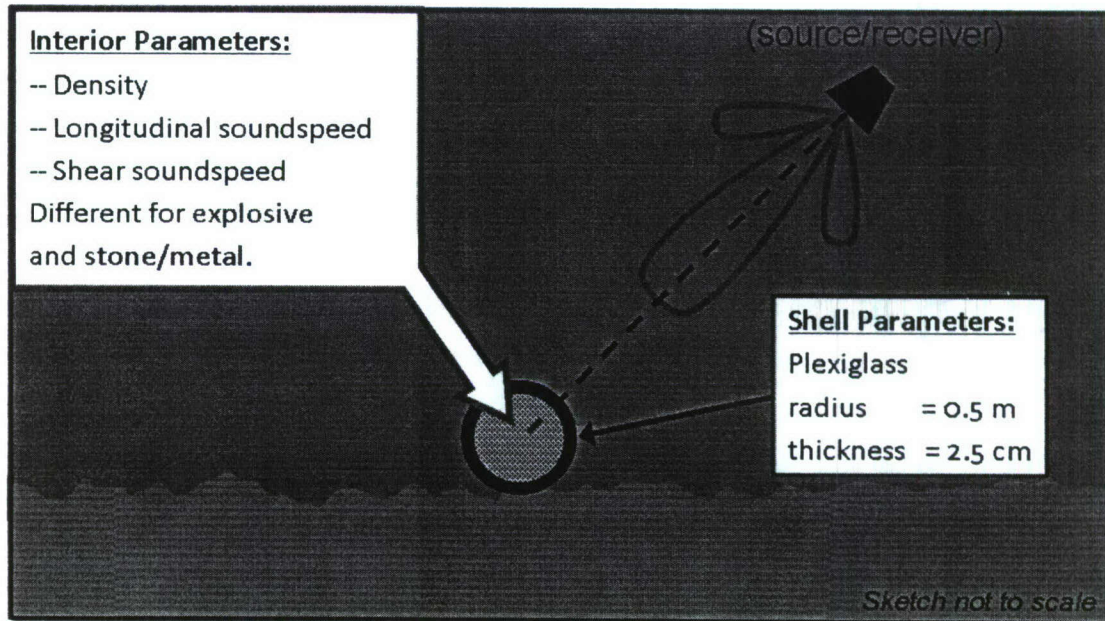 Interior Parameters:
-- Density
-- Longitudinal soundspeed
-- Shear soundspeed
Different for explosive
and stone/metal.
(source/receiver)
Shell Parameters:
Plexiglass
radius = 0.5 m
thickness = 2.5 cm
Sketch not to scale